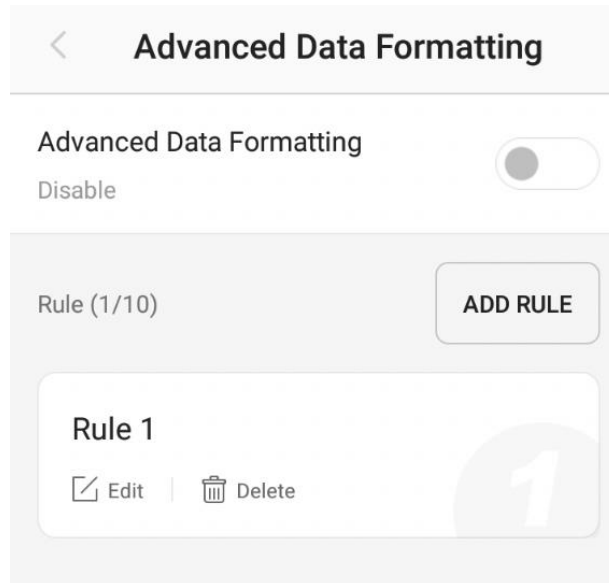 Advanced Data Formatting
Advanced Data Formatting
Disable
Rule (1/10)
ADD RULE
Rule 1
Edit
Delete
1